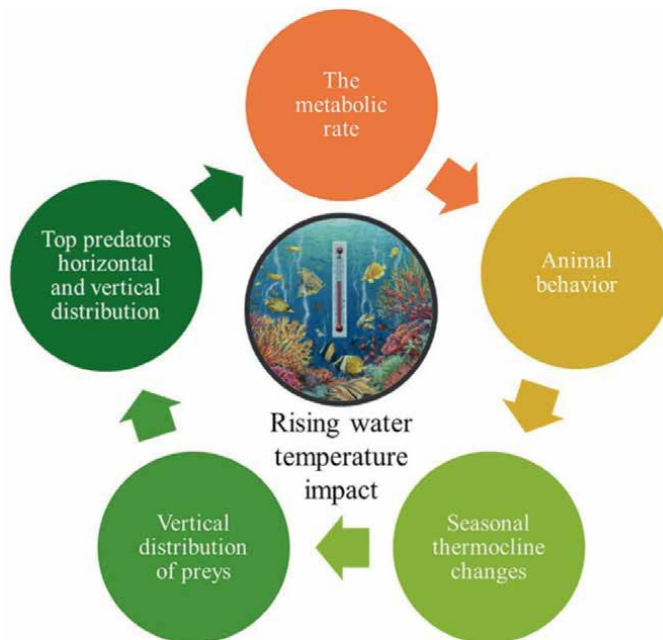 The
metabolic
rate
Animal
behavior
Seasonal
thermocline
changes
Vertical
distribution
of preys
Top predators
horizontal
and vertical
distribution
Rising water
temperature
impact